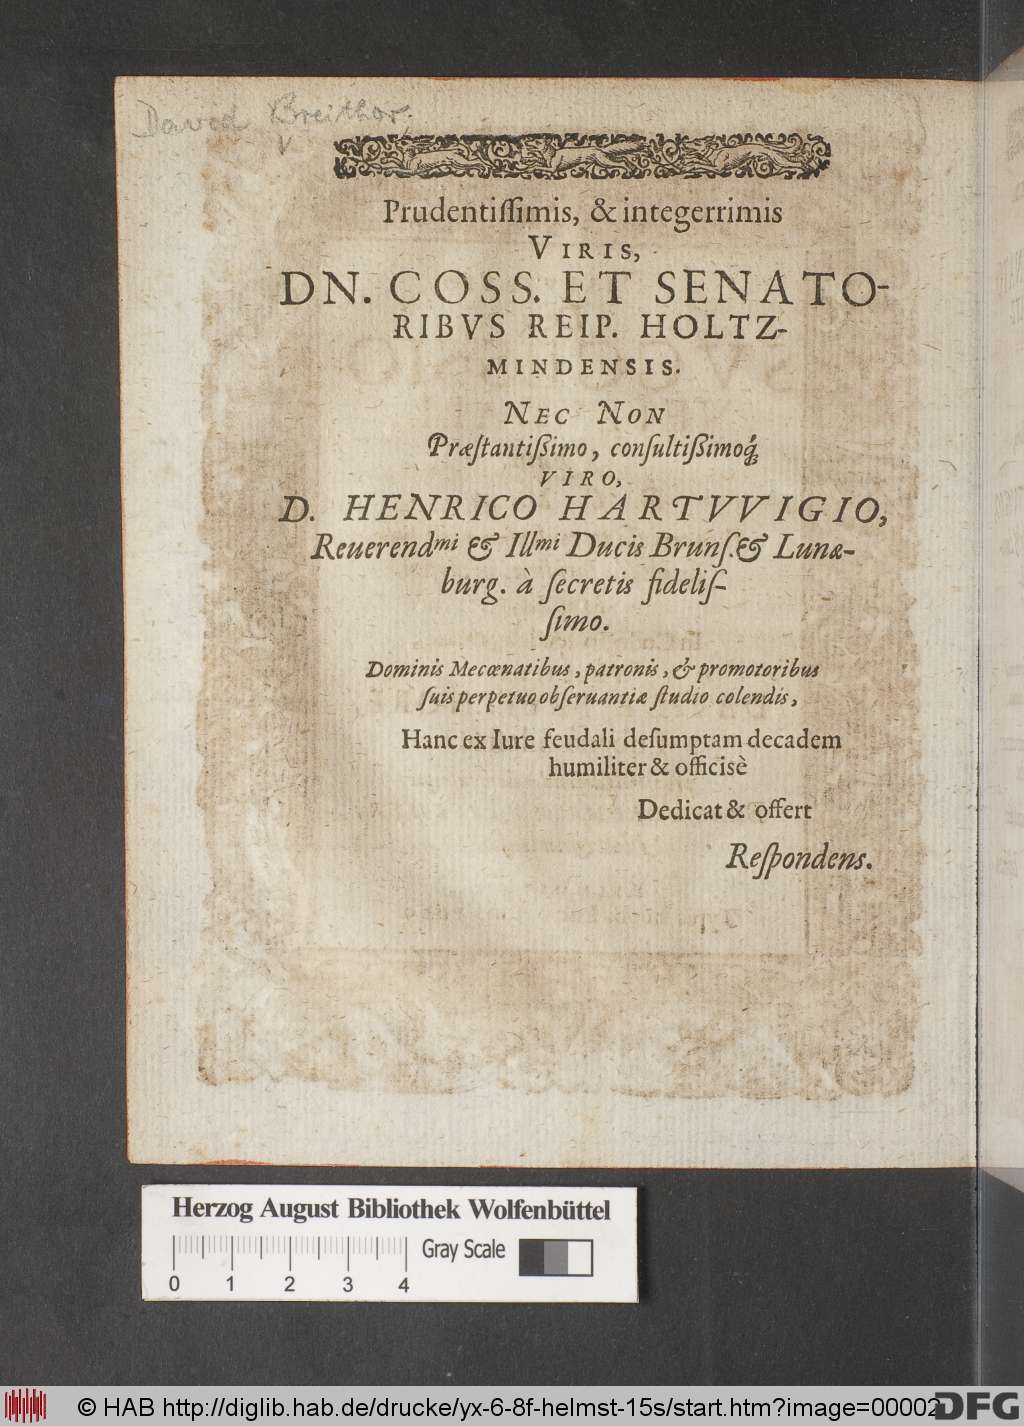 David Breithor,
Prudentiſſimis, & integerrimis
VIRIS,
DN. COSS. ET SENATO-
RIBVS REIP. HOLTZ-
MINDENSIS.
NEC NON
Præſtantiſſimo, conſultiſſimoq́;
VIRO,
D. HENRICO HARTVVIGIO,
Reuerendmi & Illmi Ducis Brunſ. & Lunæ-
burg. à ſecretis fideliſ-
ſimo.
Dominis Mecœnatibus, patronis, & promotoribus
ſuis perpetuo obſeruantiæ ſtudio colendis,
Hanc ex Iure feudali deſumptam decadem
humiliter & officisè
Dedicat & offert
Reſpondens.
Herzog August Bibliothek Wolfenbüttel
Gray Scale
0 1 2 3 4
© HAB http://diglib.hab.de/drucke/yx-6-8f-helmst-15s/start.htm?image=00002
DFG